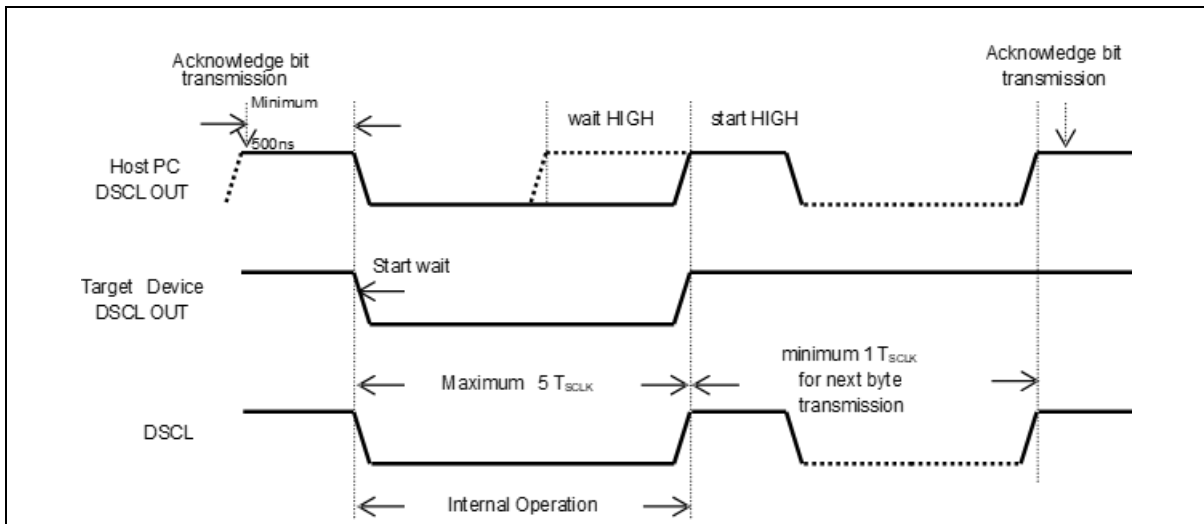 Acknowledge bit
transmission
Minimum
500ns
Acknowledge bit
transmission
wait HIGH
start HIGH
Host PC
DSCL OUT
Start wait
Target Device
DSCL OUT
Maximum 5 TSCLK
minimum 1 TSCLK
for next byte
transmission
DSCL
Internal Operation